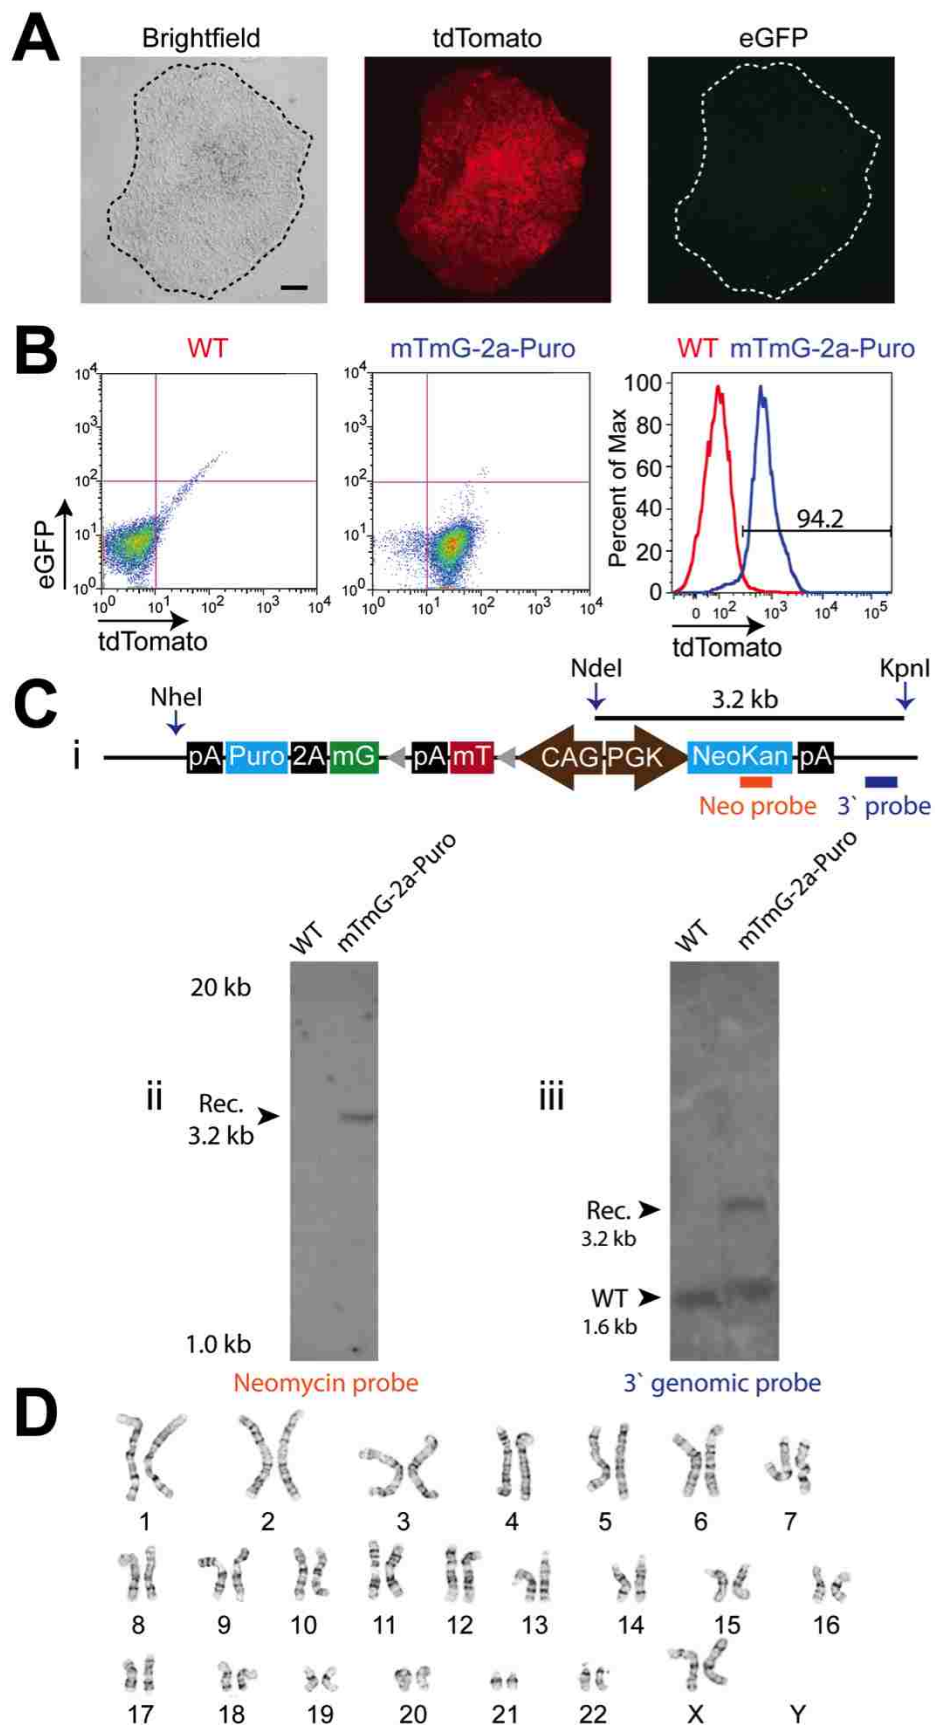 A
Brightfield tdTomato eGFP
B
WT mTmG-2a-Puro WT mTmG-2a-Puro
10⁴ 10³ 10² 10¹ 10⁰
eGFP
10⁰ 10¹ 10² 10³ 10⁴
tdTomato
10⁴ 10³ 10² 10¹ 10⁰
10⁰ 10¹ 10² 10³ 10⁴
Percent of Max
100 80 60 40 20 0
94.2
0 10² 10³ 10⁴ 10⁵
tdTomato
C
NheI NdeI 3.2 kb KpnI
i
pA Puro 2A mG pA mT CAG PGK NeoKan pA
Neo probe 3` probe
WT mTmG-2a-Puro
20 kb
ii
Rec.
3.2 kb
1.0 kb
Neomycin probe
WT mTmG-2a-Puro
iii
Rec.
3.2 kb
WT
1.6 kb
3` genomic probe
D
1 2 3 4 5 6 7
8 9 10 11 12 13 14 15 16
17 18 19 20 21 22 X Y